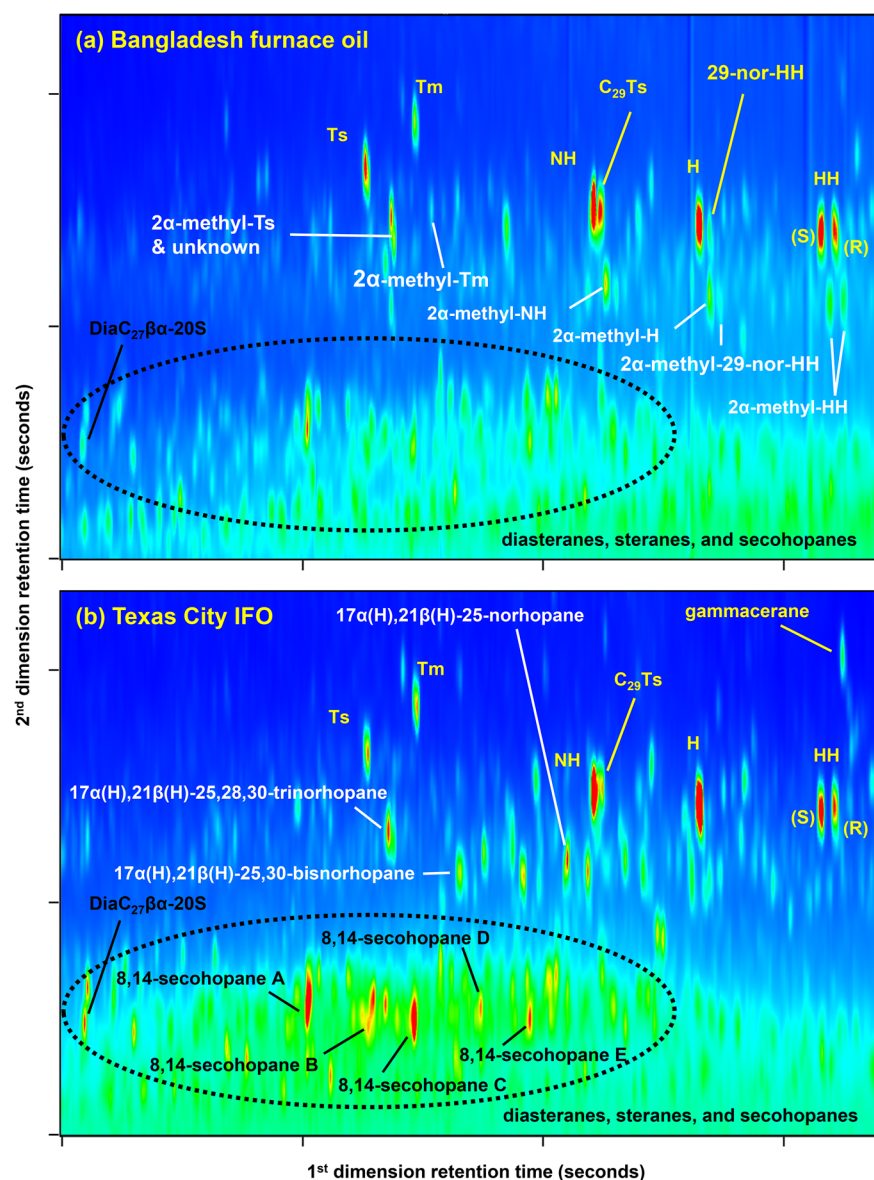 (a) Bangladesh furnace oil
29-nor-HH
Tm
C₂₉Ts
Ts
NH
H
HH
2α-methyl-Ts
& unknown
(S)
(R)
2α-methyl-Tm
2α-methyl-NH
DiaC₂₇βα-20S
2α-methyl-H
2α-methyl-29-nor-HH
2α-methyl-HH
diasteranes, steranes, and secohopanes
2ⁿᵈ dimension retention time (seconds)
(b) Texas City IFO
17α(H),21β(H)-25-norhopane
gammacerane
Tm
C₂₉Ts
Ts
NH
H
HH
17α(H),21β(H)-25,28,30-trinorhopane
(S)
(R)
17α(H),21β(H)-25,30-bisnorhopane
DiaC₂₇βα-20S
8,14-secohopane D
8,14-secohopane A
8,14-secohopane E
8,14-secohopane B
8,14-secohopane C
diasteranes, steranes, and secohopanes
1ˢᵗ dimension retention time (seconds)